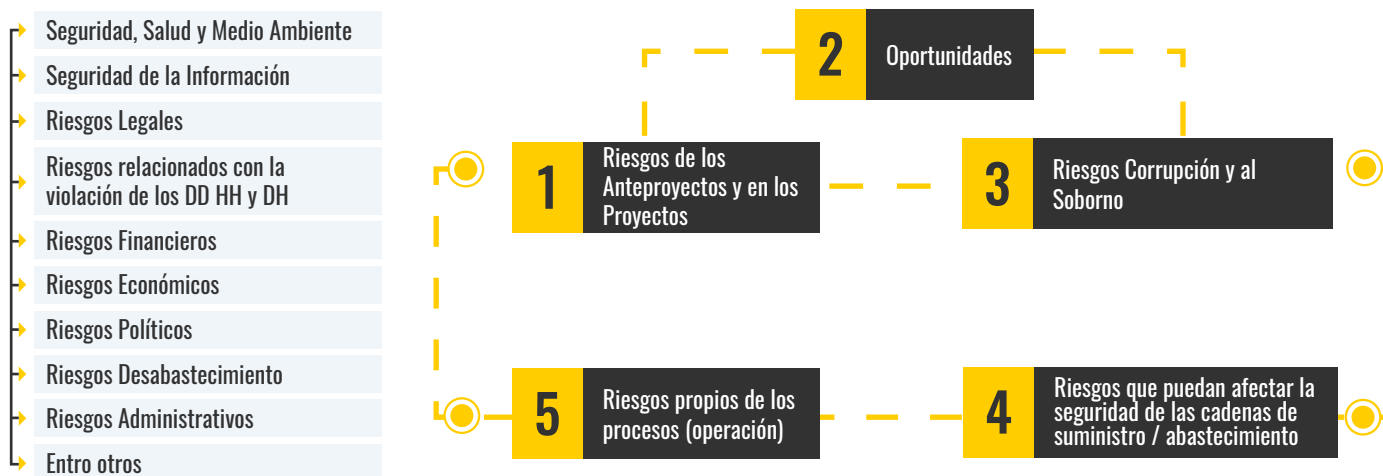 Seguridad, Salud y Medio Ambiente
Seguridad de la Información
Riesgos Legales
Riesgos relacionados con la
violación de los DD HH y DH
Riesgos Financieros
Riesgos Económicos
Riesgos Políticos
Riesgos Desabastecimiento
Riesgos Administrativos
Entro otros
2
Oportunidades
1
Riesgos de los
Anteproyectos y en los
Proyectos
3
Riesgos Corrupción y al
Soborno
5
Riesgos propios de los
procesos (operación)
4
Riesgos que puedan afectar la
seguridad de las cadenas de
suministro / abastecimiento